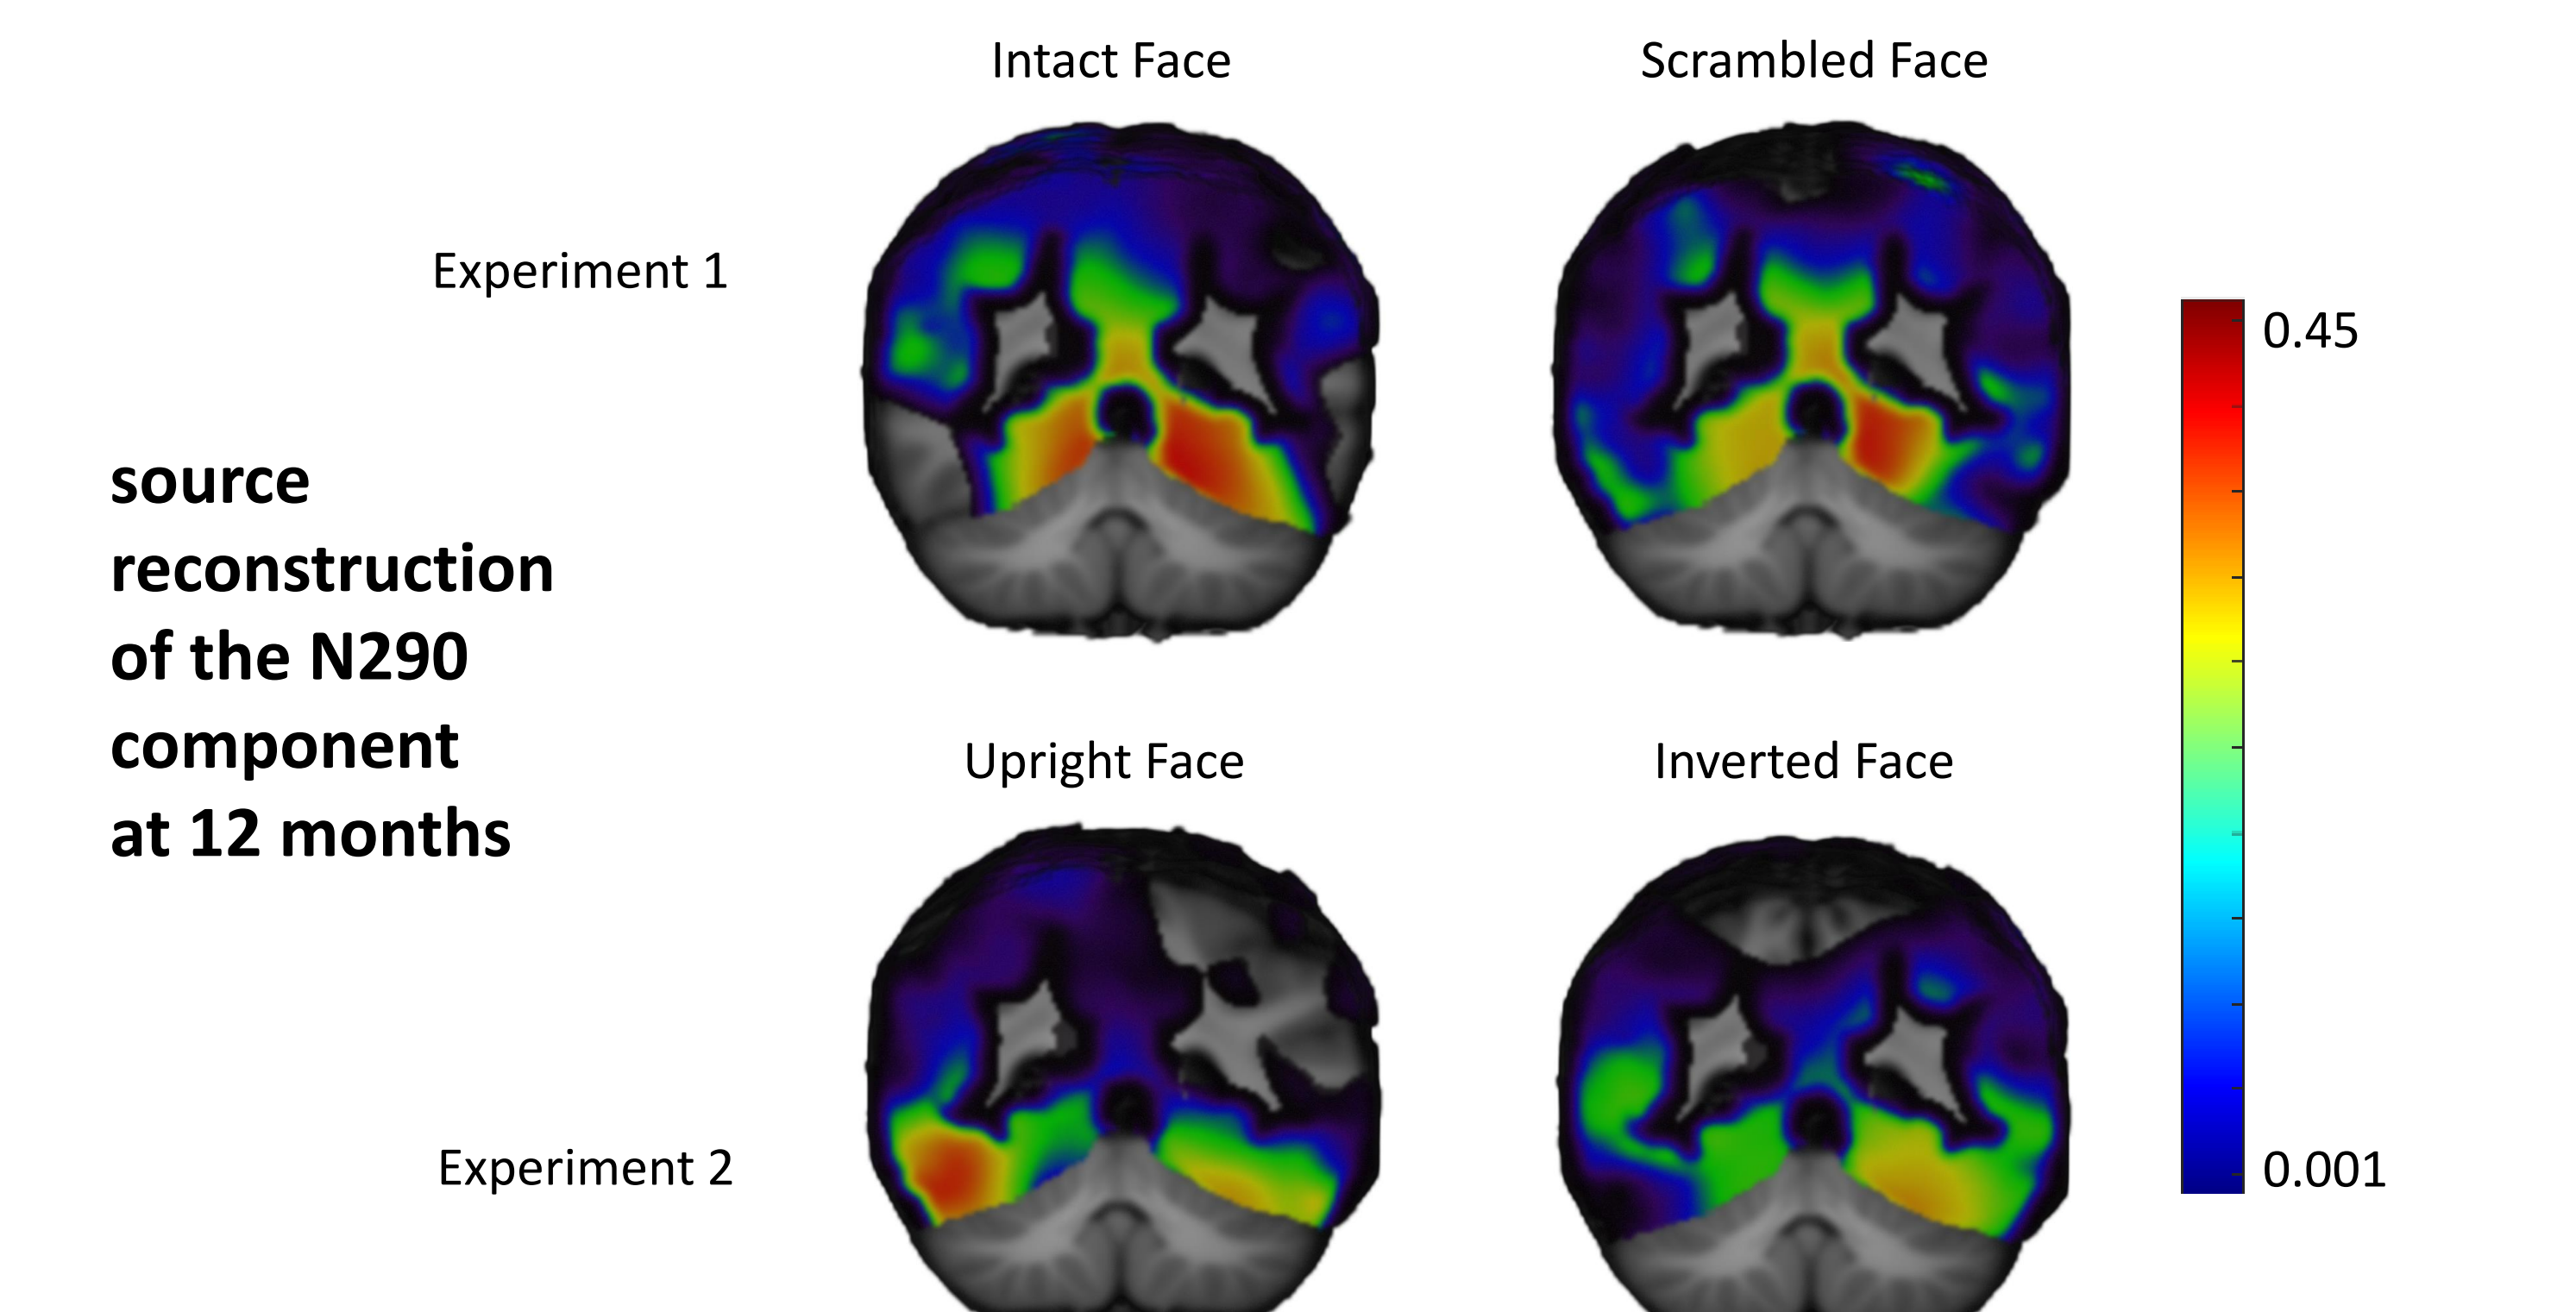 Intact Face
Scrambled Face
Experiment 1
0.45
source
reconstruction
of the N290
component
at 12 months
Upright Face
Inverted Face
Experiment 2
0.001